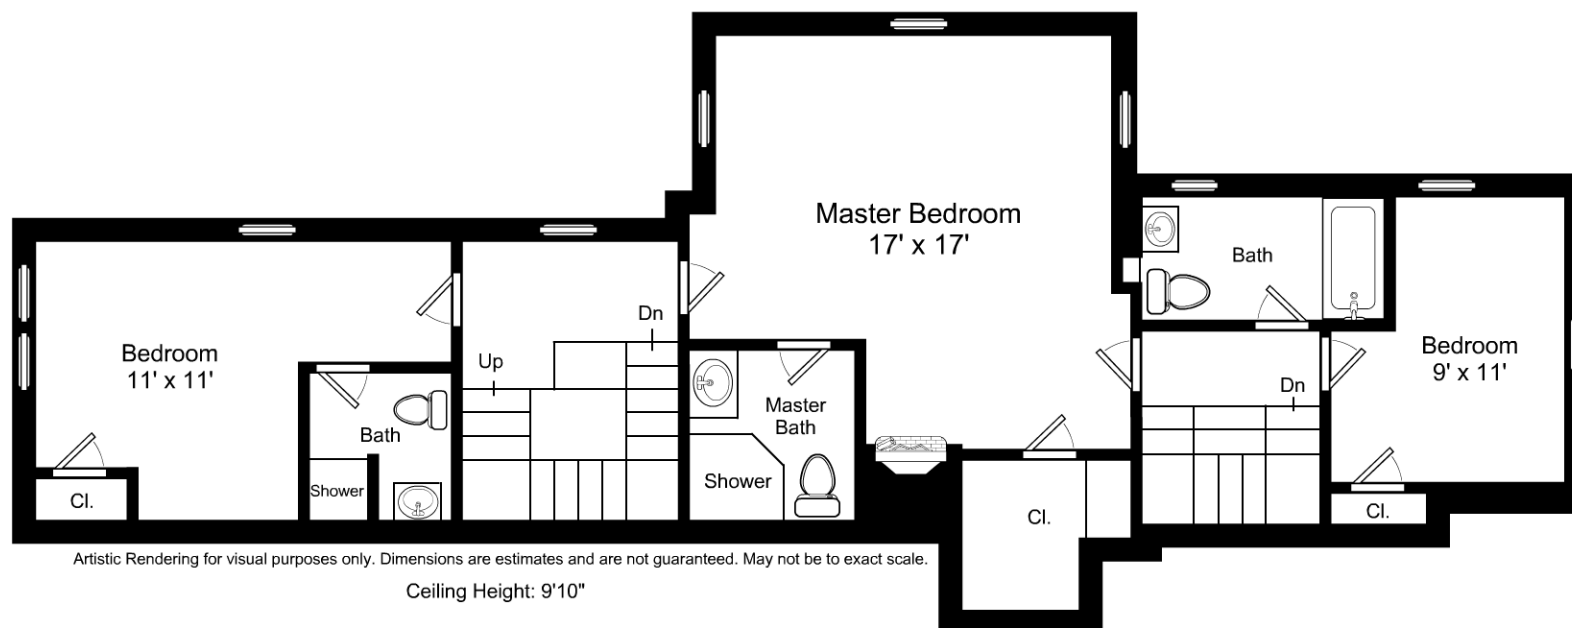 Master Bedroom
17' x 17'
Bath
Dn
Up
Bedroom
11' x 11'
Bedroom
9' x 11'
Dn
Master
Bath
Bath
Shower
Shower
Cl.
Cl.
Cl.
Artistic Rendering for visual purposes only. Dimensions are estimates and are not guaranteed. May not be to exact scale.
Ceiling Height: 9'10"